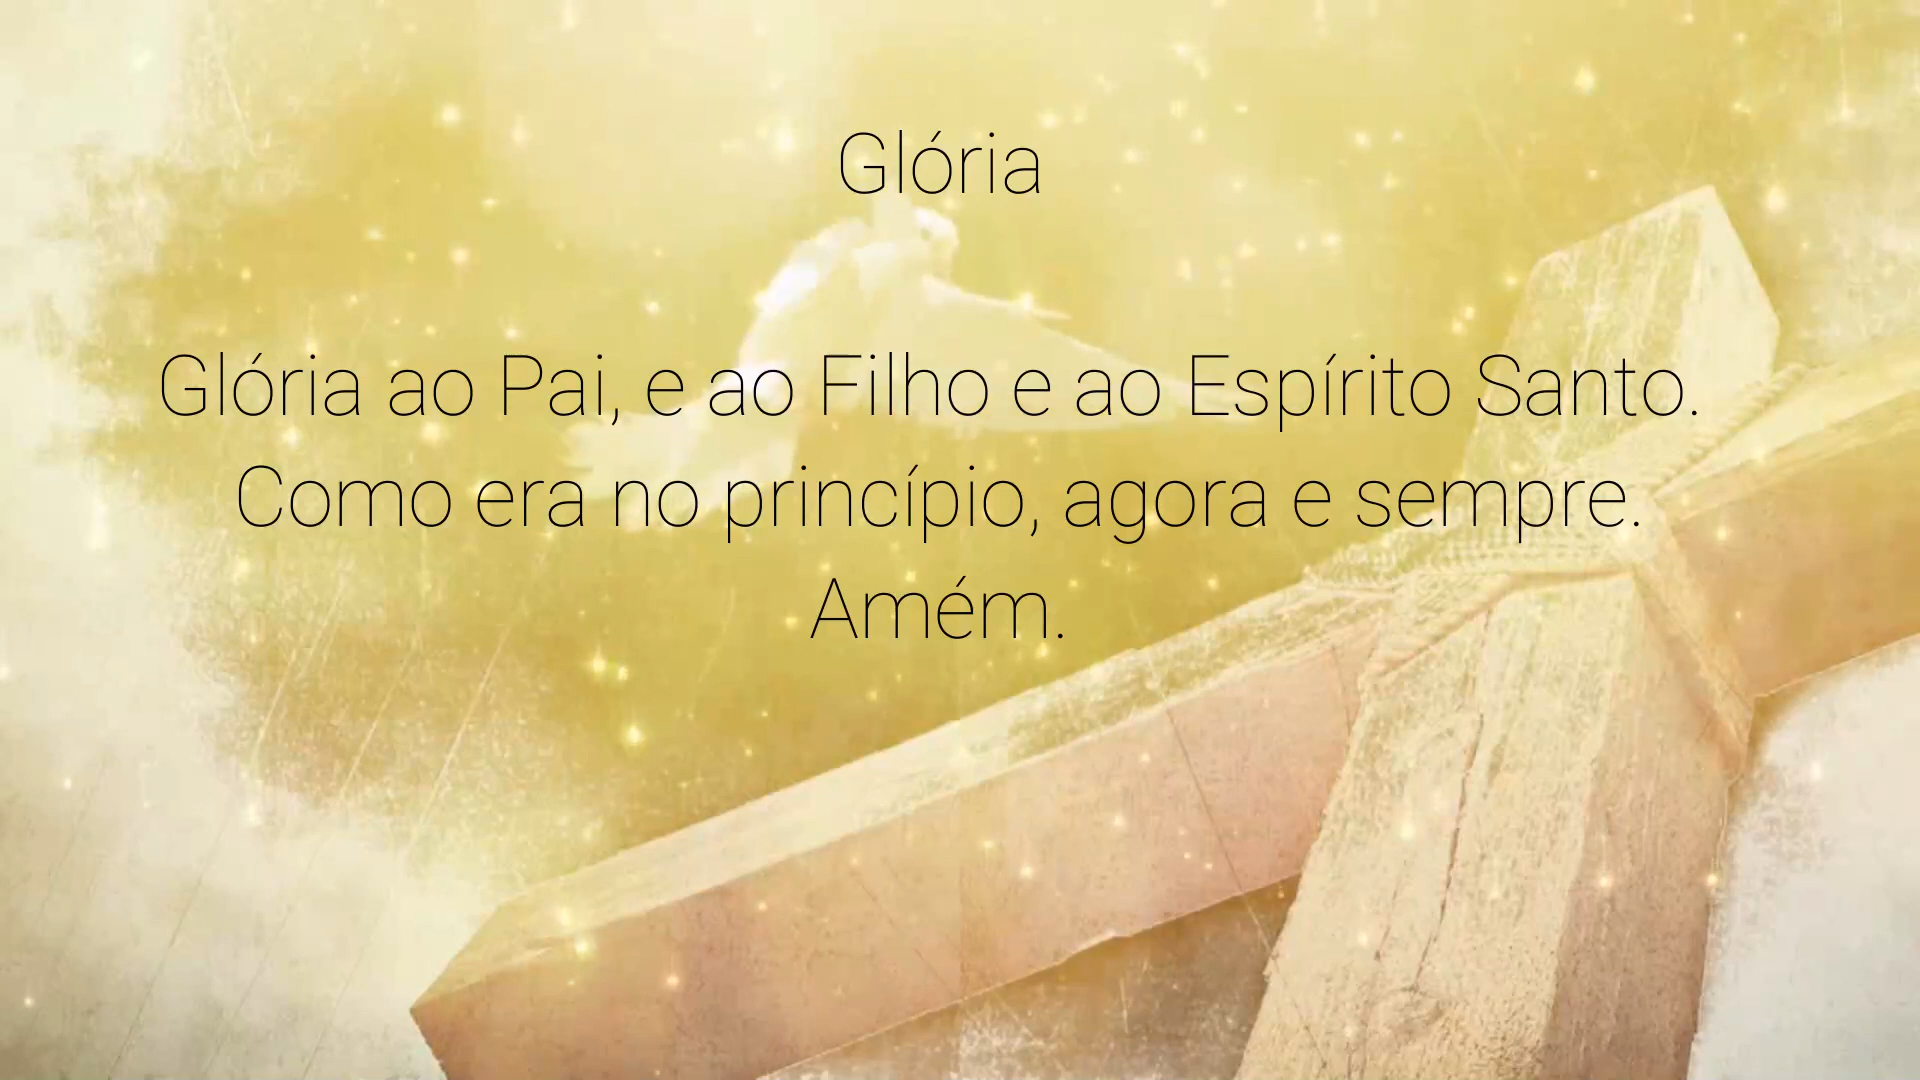 Glória
Glória ao Pai, e ao Filho e ao Espírito Santo.
Como era no princípio, agora e sempre.
Amém.